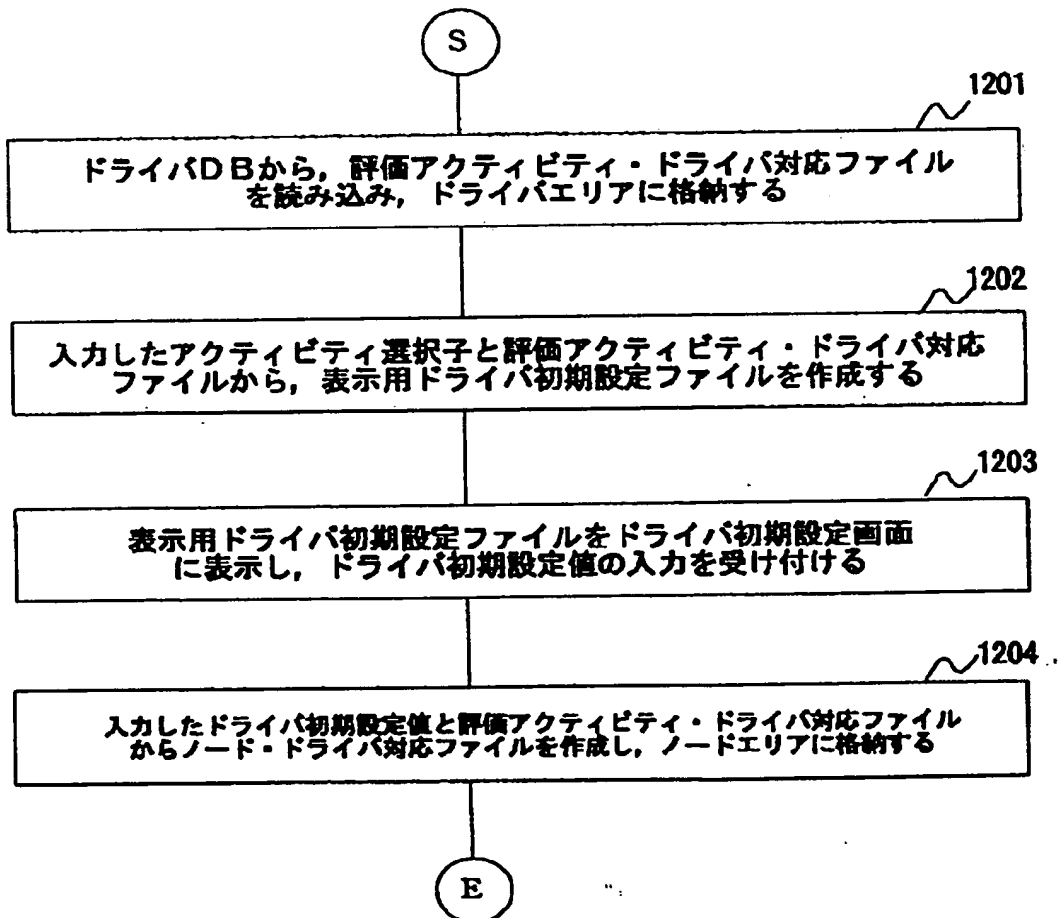 S
1201
ドライバDBから，評価アクティビティ・ドライバ対応ファイル
を読み込み，ドライバエリアに格納する
1202
入力したアクティビティ選択子と評価アクティビティ・ドライバ対応
ファイルから，表示用ドライバ初期設定ファイルを作成する
1203
表示用ドライバ初期設定ファイルをドライバ初期設定画面
に表示し，ドライバ初期設定値の入力を受け付ける
1204
入力したドライバ初期設定値と評価アクティビティ・ドライバ対応ファイル
からノード・ドライバ対応ファイルを作成し，ノードエリアに格納する
E